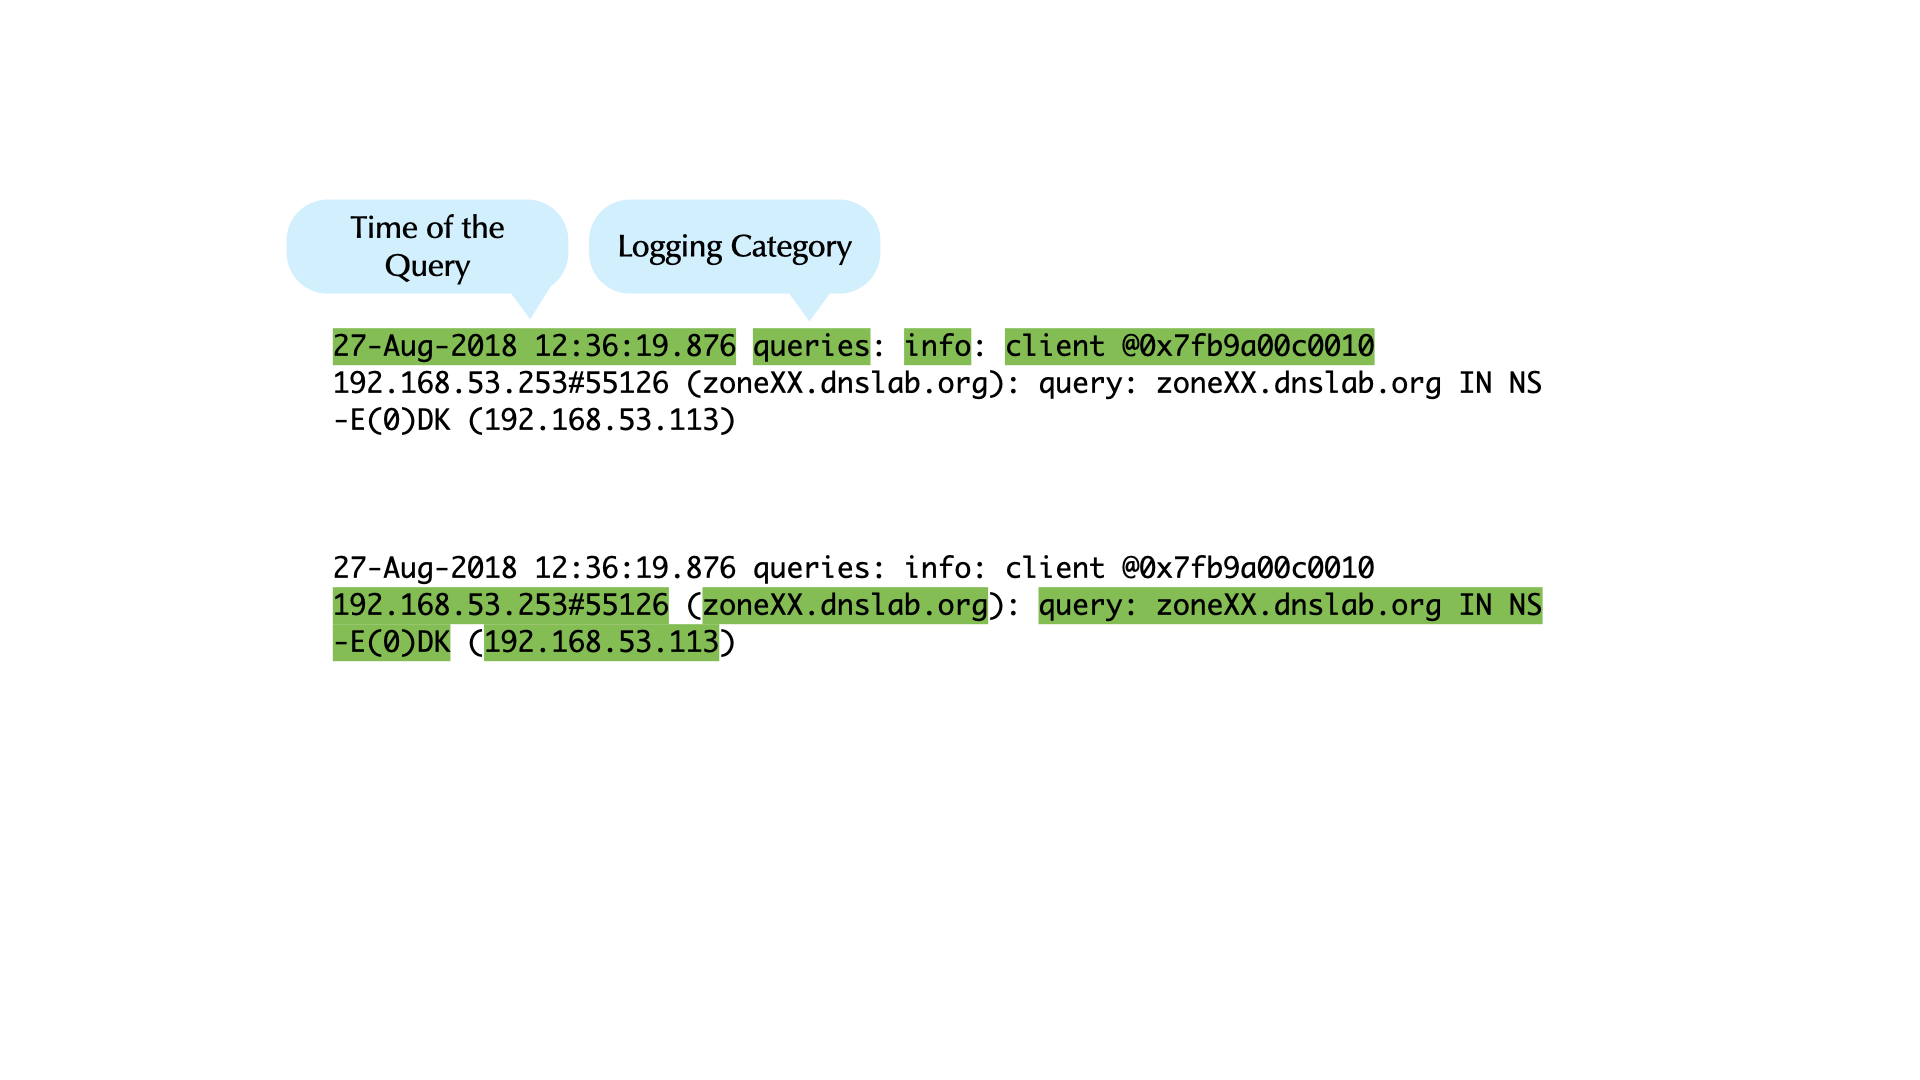 Time of the
Query
Logging Category
27-Aug-2018 12:36:19.876 queries: info: client @0x7fb9a00c0010
192.168.53.253#55126 (zoneXX.dnslab.org): query: zoneXX.dnslab.org IN NS
-E(0)DK (192.168.53.113)
27-Aug-2018 12:36:19.876 queries: info: client @0x7fb9a00c0010
192.168.53.253#55126 (zoneXX.dnslab.org): query: zoneXX.dnslab.org IN NS
-E(0)DK (192.168.53.113)